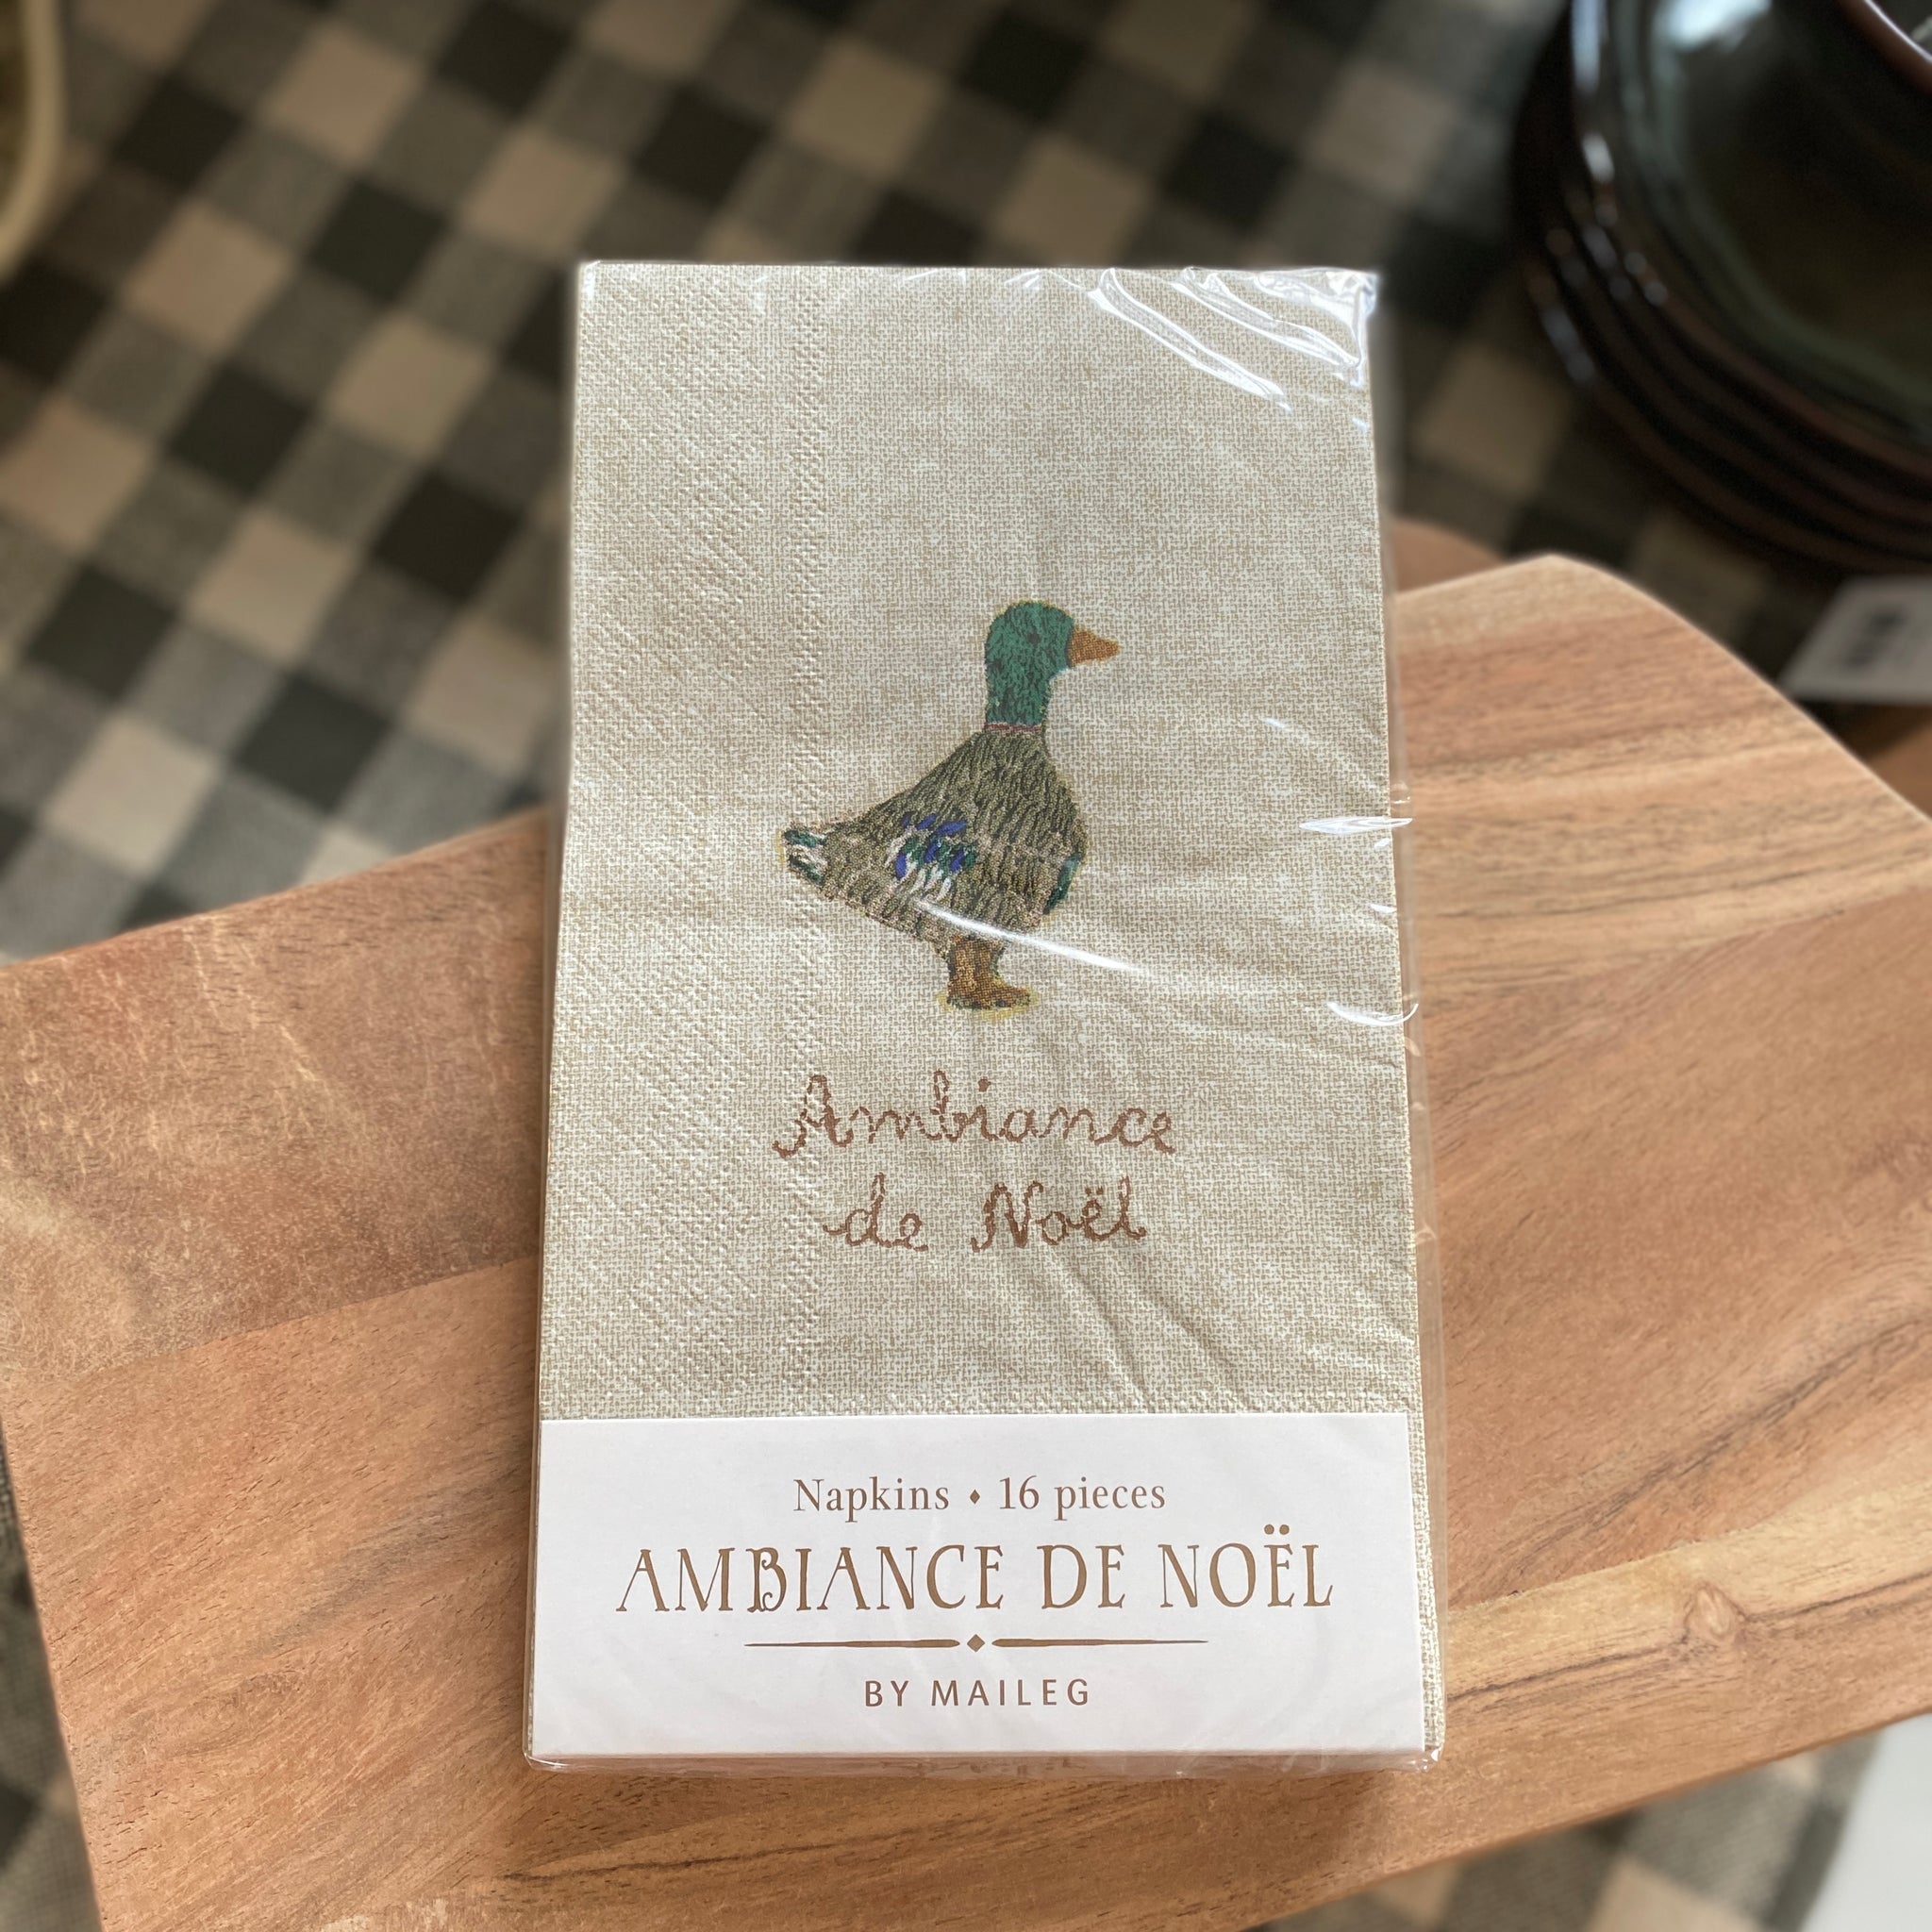 Ambiance
de Noël
Napkins • 16 pieces
AMBIANCE DE NOËL
BY MAILEG